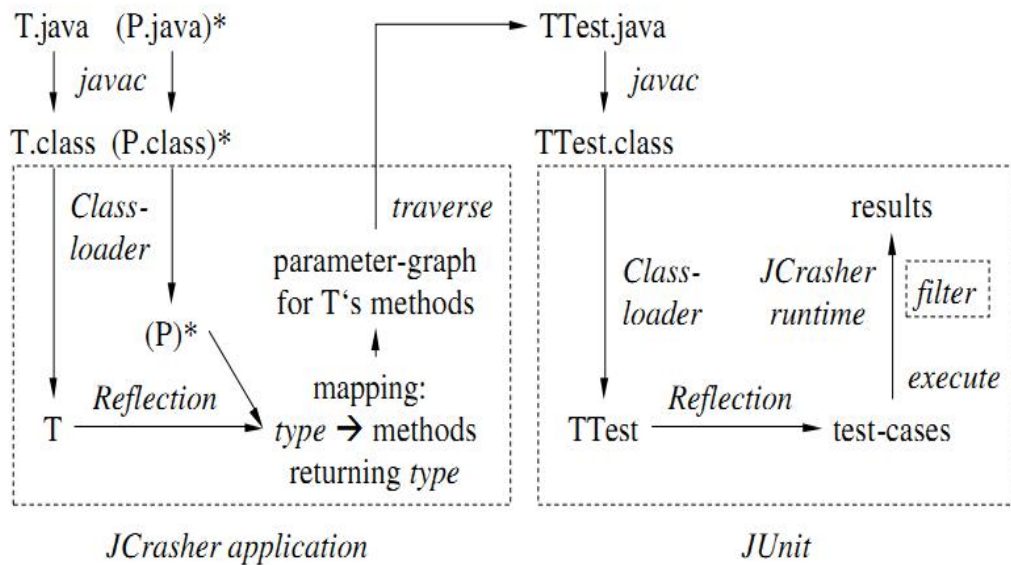 T.java (P.java)*
javac
T.class (P.class)*
Class-
loader
(P)*
T
Reflection
mapping:
type → methods
returning type
parameter-graph
for T‘s methods
traverse
JCrasher application
TTest.java
javac
TTest.class
Class-
loader
TTest
Reflection
test-cases
execute
JCrasher
runtime
filter
results
JUnit